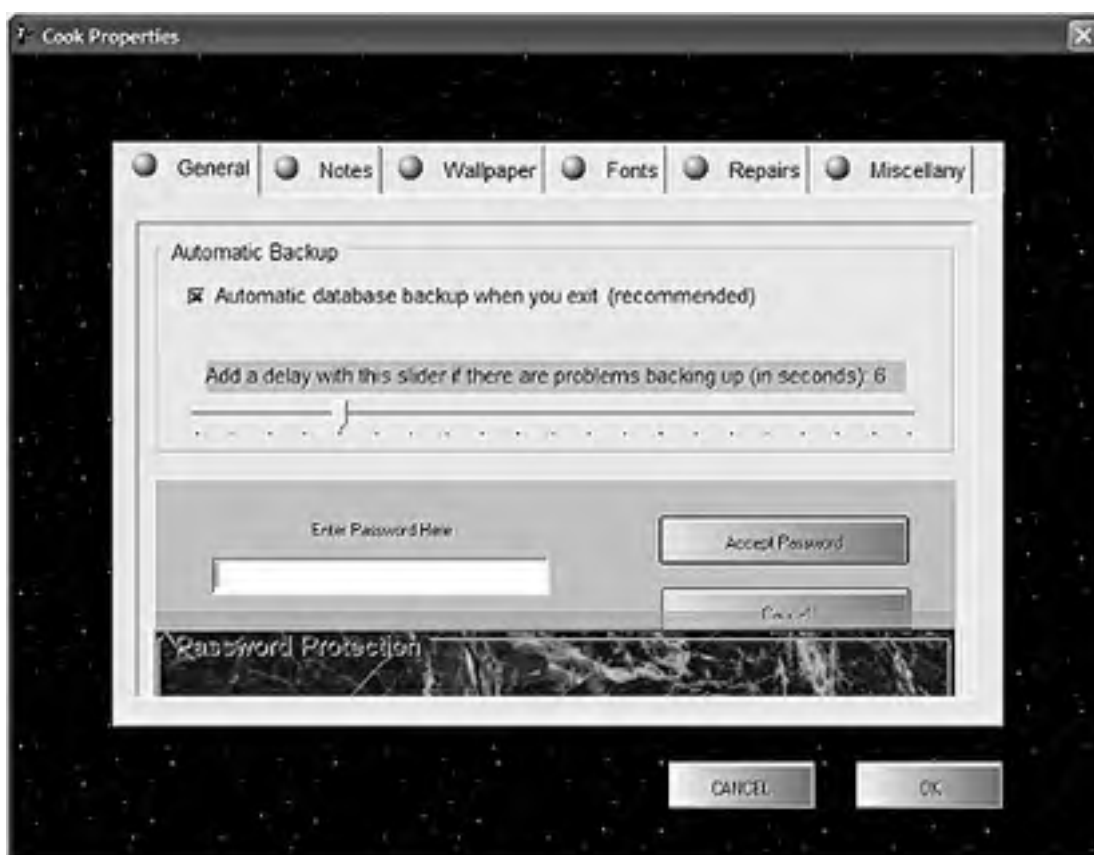 Cook Properties
General Notes Wallpaper Fonts Repairs Miscellany
Automatic Backup
Automatic database backup when you exit (recommended)
Add a delay with this slider if there are problems backing up (in seconds): 6
Enter Password Here
Accept Password
Cancel
Password Protection
CANCEL OK